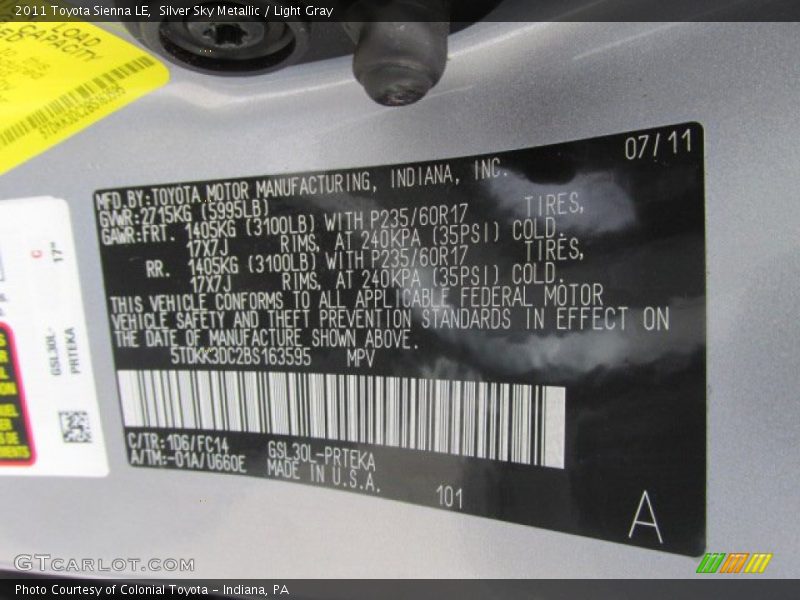 2011 Toyota Sienna LE,  Silver Sky Metallic / Light Gray
LOAD
CAPACITY
5TDKK3DC2BS163595
07/11
MFD.BY:TOYOTA MOTOR MANUFACTURING, INDIANA, INC.
GVWR:2715KG (5995LB)
GAWR:FRT. 1405KG (3100LB) WITH P235/60R17 TIRES,
17X7J RIMS, AT 240KPA (35PSI) COLD.
RR. 1405KG (3100LB) WITH P235/60R17 TIRES,
17X7J RIMS, AT 240KPA (35PSI) COLD.
THIS VEHICLE CONFORMS TO ALL APPLICABLE FEDERAL MOTOR
VEHICLE SAFETY AND THEFT PREVENTION STANDARDS IN EFFECT ON
THE DATE OF MANUFACTURE SHOWN ABOVE.
5TDKK3DC2BS163595 MPV
C/TR:1D6/FC14
A/TM:-01A/U660E
GSL30L-PRTEKA
MADE IN U.S.A.
101
A
C
17"
GSL30L-
PRTEKA
GTCARLOT.COM
Photo Courtesy of Colonial Toyota - Indiana, PA